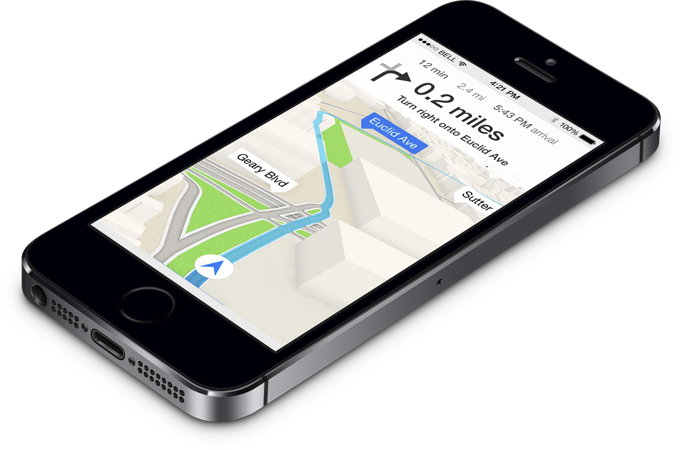 BELL 4:21 PM 100%
12 min 2.4 mi 5:43 PM arrival
0.2 miles
Turn right onto Euclid Ave
Euclid Ave
Geary Blvd
Sutter